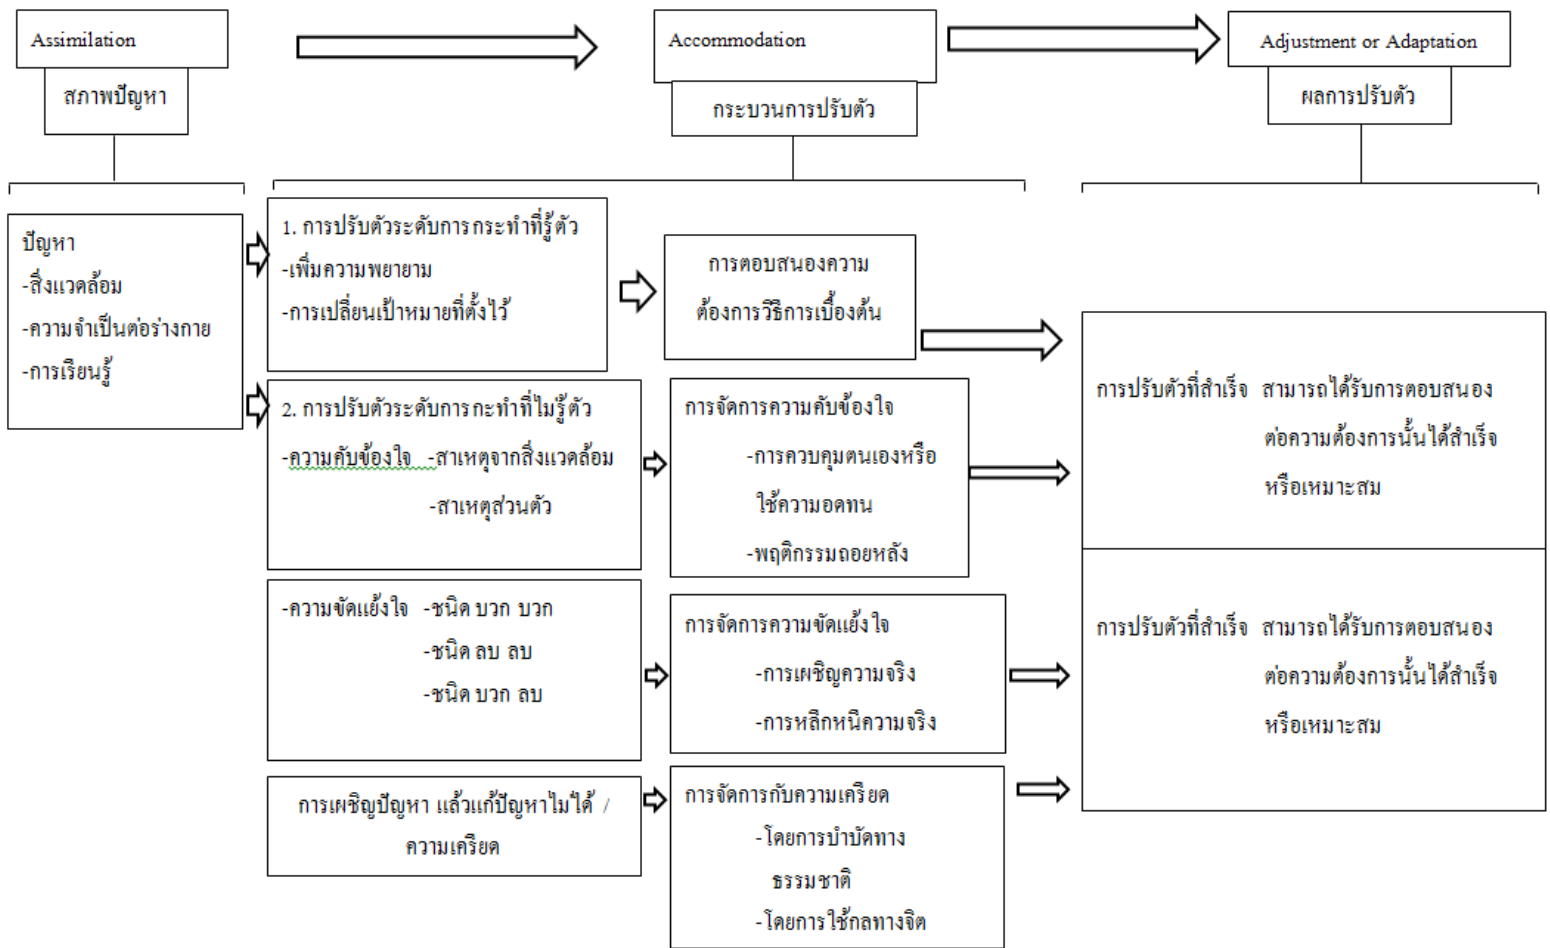 Assimilation
Accommodation
Adjustment or Adaptation
สภาพปัญหา
กระบวนการปรับตัว
ผลการปรับตัว
ปัญหา
-สิ่งแวดล้อม
-ความจำเป็นต่อร่างกาย
-การเรียนรู้
1. การปรับตัวระดับการกระทำที่รู้ตัว
-เพิ่มความพยายาม
-การเปลี่ยนเป้าหมายที่ตั้งไว้
การตอบสนองความ
ต้องการวิธีการเบื้องต้น
2. การปรับตัวระดับการกะทำที่ไม่รู้ตัว
-ความคับข้องใจ -สาเหตุจากสิ่งแวดล้อม
-สาเหตุส่วนตัว
การจัดการความคับข้องใจ
-การควบคุมตนเองหรือ
ใช้ความอดทน
-พฤติกรรมถอยหลัง
การปรับตัวที่สำเร็จ สามารถได้รับการตอบสนอง
ต่อความต้องการนั้นได้สำเร็จ
หรือเหมาะสม
-ความขัดแย้งใจ -ชนิด บวก บวก
-ชนิด ลบ ลบ
-ชนิด บวก ลบ
การจัดการความขัดแย้งใจ
-การเผชิญความจริง
-การหลีกหนีความจริง
การปรับตัวที่สำเร็จ สามารถได้รับการตอบสนอง
ต่อความต้องการนั้นได้สำเร็จ
หรือเหมาะสม
การเผชิญปัญหา แล้วแก้ปัญหาไม่ได้ /
ความเครียด
การจัดการกับความเครียด
-โดยการบำบัดทาง
ธรรมชาติ
-โดยการใช้กลทางจิต